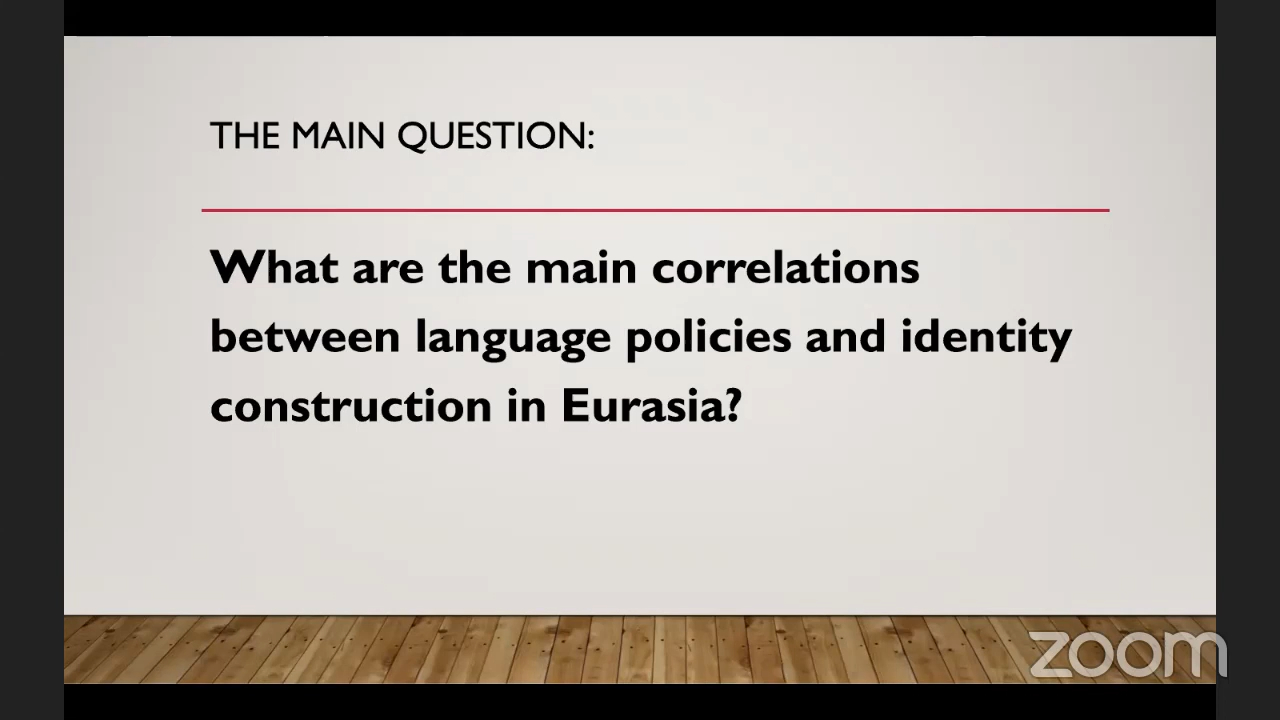 THE MAIN QUESTION:
What are the main correlations
between language policies and identity
construction in Eurasia?
zoom